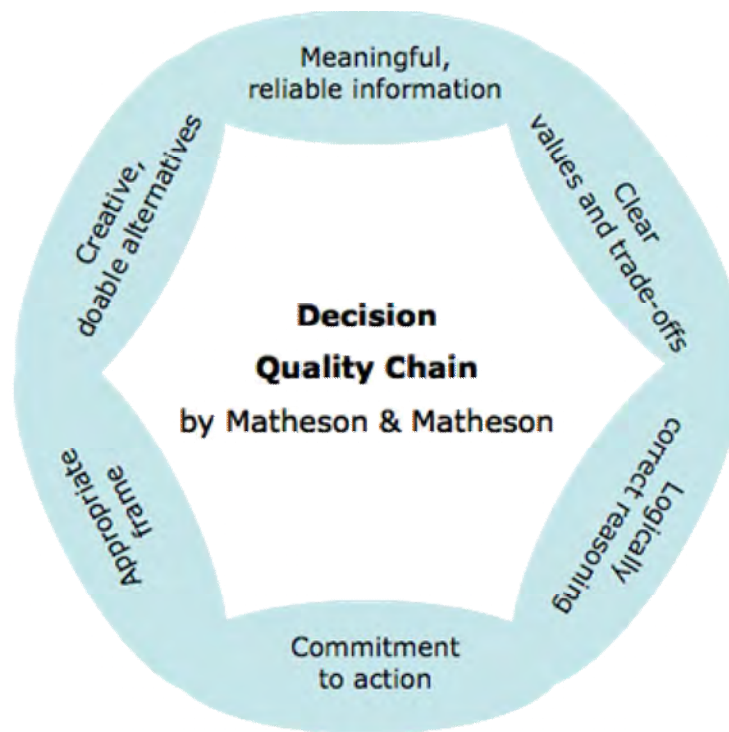 Meaningful,
reliable information
Clear
values and trade-offs
Logically
correct reasoning
Commitment
to action
Appropriate
frame
Creative,
doable alternatives
Decision
Quality Chain
by Matheson & Matheson